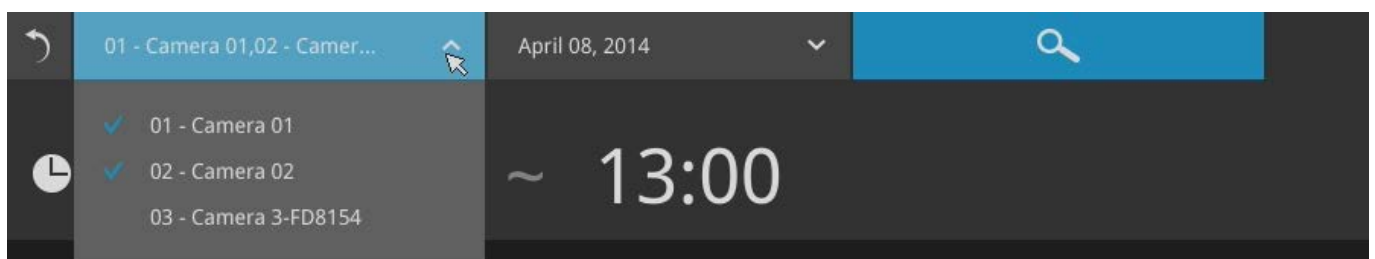 01 - Camera 01,02 - Camer...
April 08, 2014
01 - Camera 01
02 - Camera 02
03 - Camera 3-FD8154
~ 13:00